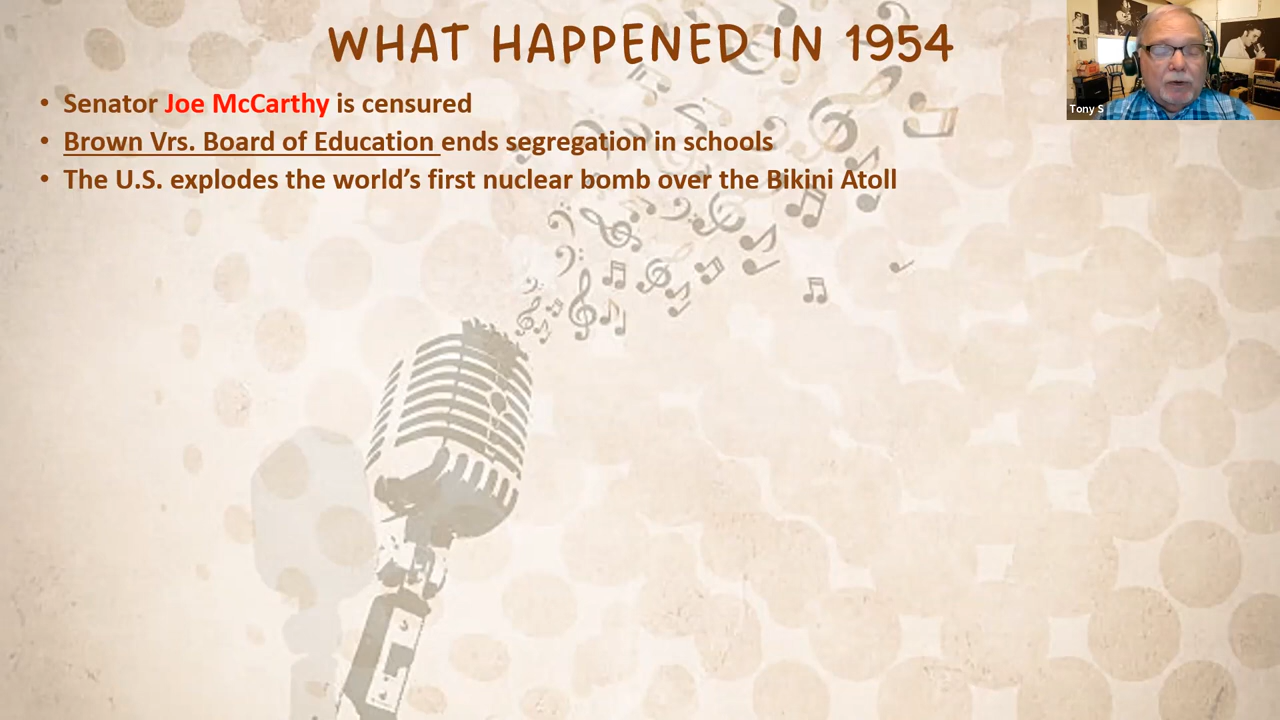 WHAT HAPPENED IN 1954
• Senator Joe McCarthy is censured
• Brown Vrs. Board of Education ends segregation in schools
• The U.S. explodes the world’s first nuclear bomb over the Bikini Atoll
Tony S